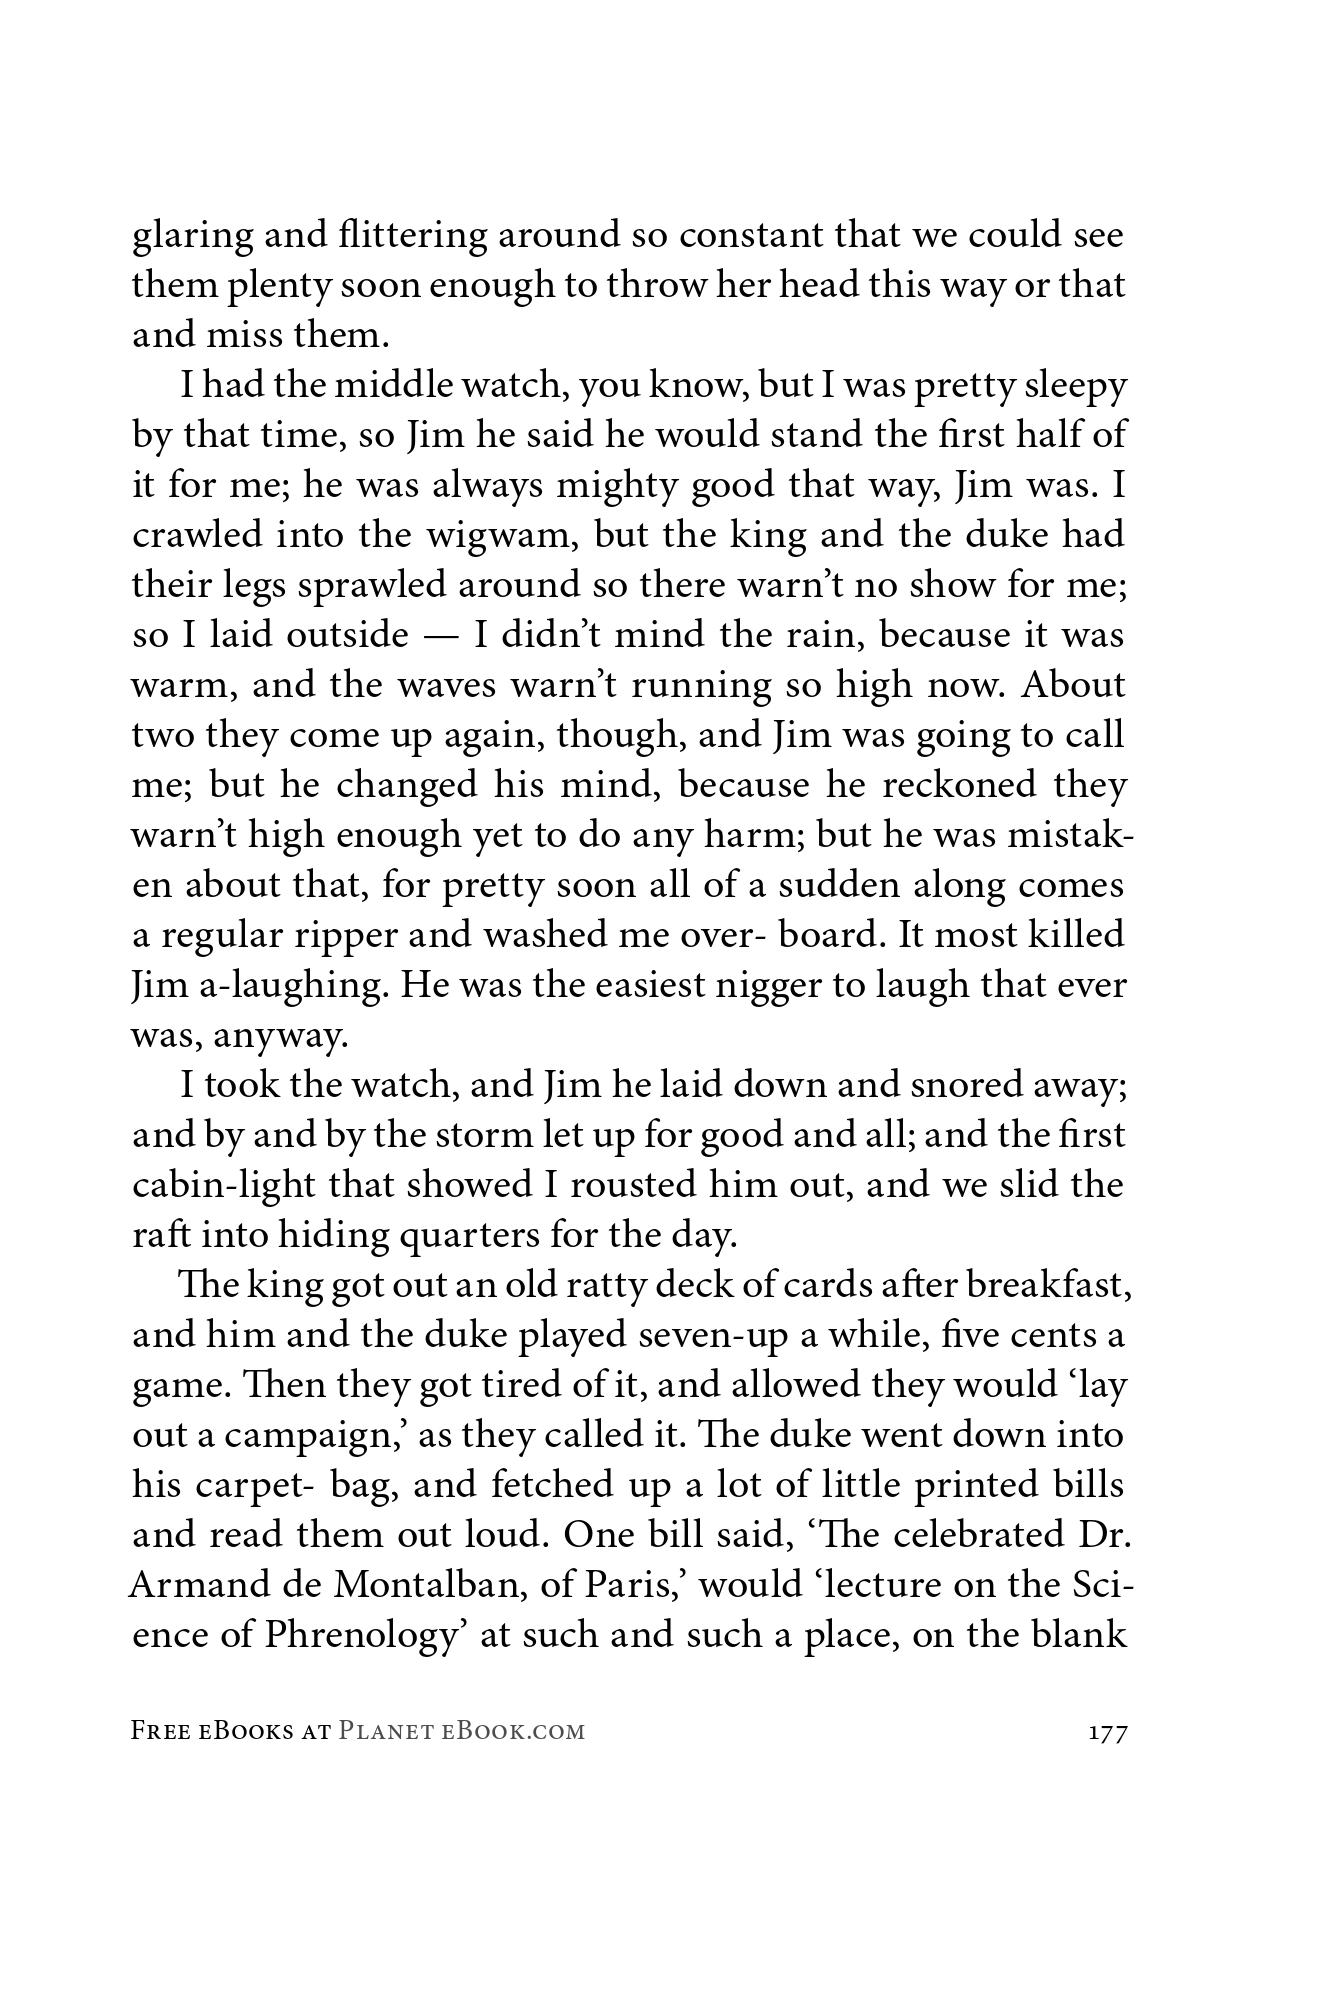 glaring and flittering around so constant that we could see
them plenty soon enough to throw her head this way or that
and miss them.
I had the middle watch, you know, but I was pretty sleepy
by that time, so Jim he said he would stand the first half of
it for me; he was always mighty good that way, Jim was. I
crawled into the wigwam, but the king and the duke had
their legs sprawled around so there warn’t no show for me;
so I laid outside — I didn’t mind the rain, because it was
warm, and the waves warn’t running so high now. About
two they come up again, though, and Jim was going to call
me; but he changed his mind, because he reckoned they
warn’t high enough yet to do any harm; but he was mistak-
en about that, for pretty soon all of a sudden along comes
a regular ripper and washed me over- board. It most killed
Jim a-laughing. He was the easiest nigger to laugh that ever
was, anyway.
I took the watch, and Jim he laid down and snored away;
and by and by the storm let up for good and all; and the first
cabin-light that showed I rousted him out, and we slid the
raft into hiding quarters for the day.
The king got out an old ratty deck of cards after breakfast,
and him and the duke played seven-up a while, five cents a
game. Then they got tired of it, and allowed they would ‘lay
out a campaign,’ as they called it. The duke went down into
his carpet- bag, and fetched up a lot of little printed bills
and read them out loud. One bill said, ‘The celebrated Dr.
Armand de Montalban, of Paris,’ would ‘lecture on the Sci-
ence of Phrenology’ at such and such a place, on the blank
Free eBooks at Planet eBook.com 177